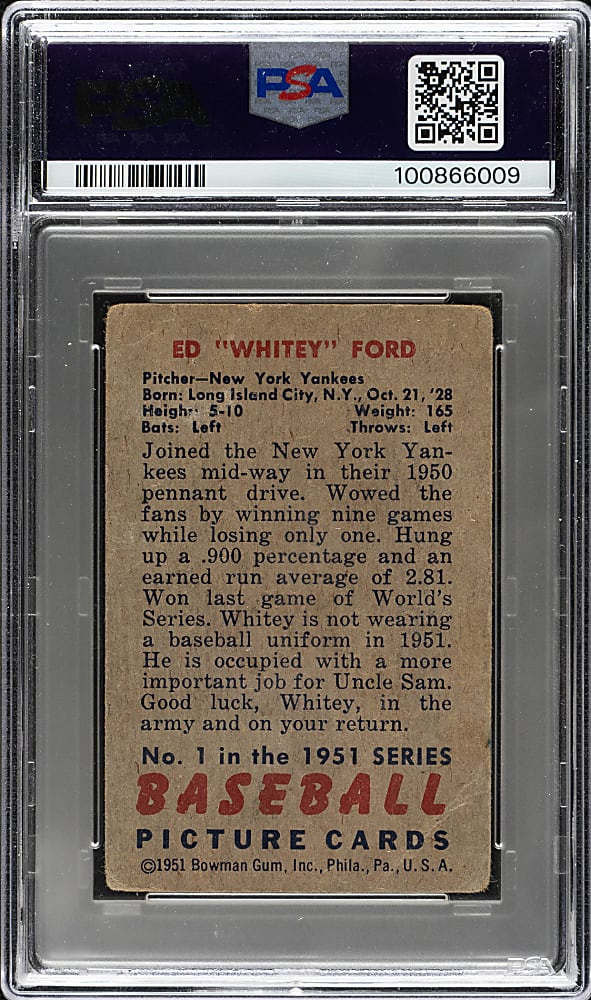 PSA
100866009
ED "WHITEY" FORD
Pitcher—New York Yankees
Born: Long Island City, N.Y., Oct. 21, '28
Height: 5-10 Weight: 165
Bats: Left Throws: Left
Joined the New York Yan-
kees mid-way in their 1950
pennant drive. Wowed the
fans by winning nine games
while losing only one. Hung
up a .900 percentage and an
earned run average of 2.81.
Won last game of World's
Series. Whitey is not wearing
a baseball uniform in 1951.
He is occupied with a more
important job for Uncle Sam.
Good luck, Whitey, in the
army and on your return.
No. 1 in the 1951 SERIES
BASEBALL
PICTURE CARDS
©1951 Bowman Gum, Inc., Phila., Pa., U.S.A.
PSA